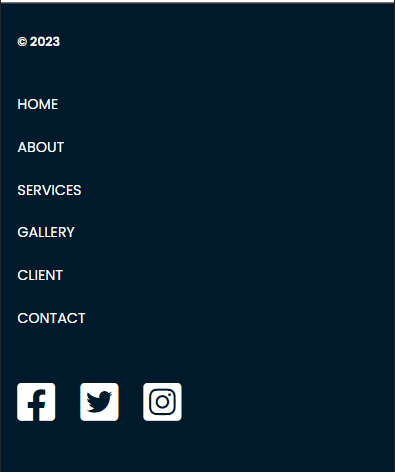 © 2023
HOME
ABOUT
SERVICES
GALLERY
CLIENT
CONTACT